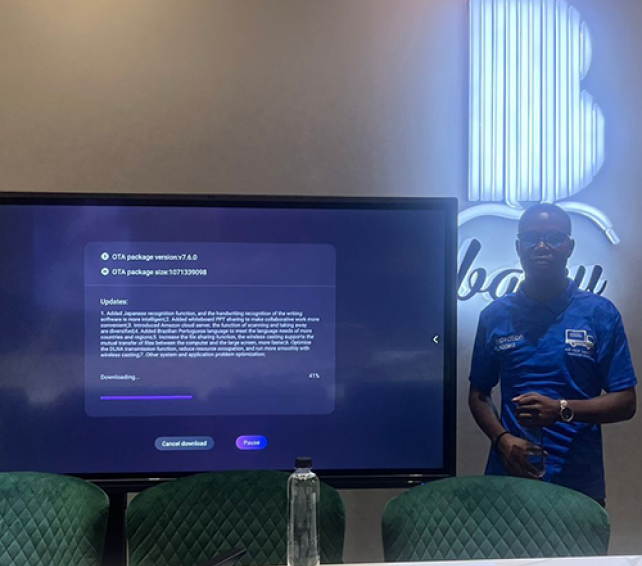 B
OTA package version:v7.6.0
OTA package size:1071339098
Updates:
1. Added Japanese recognition function, and the handwriting recognition of the writing
software is more intelligent;2. Added whiteboard PPT sharing to make collaborative work more
convenient;3. Introduced Amazon cloud server, the function of scanning and taking away
are diversified;4. Added Brazilian Portuguese language to meet the language needs of more
countries and regions;5. Increase the file sharing function, the wireless casting supports the
mutual transfer of files between the computer and the large screen, more faster;6. Optimize
the DLNA transmission function, reduce resource occupation, and run more smoothly with
wireless casting;7. Other system and application problem optimization;
Downloading... 41%
Cancel download Pause